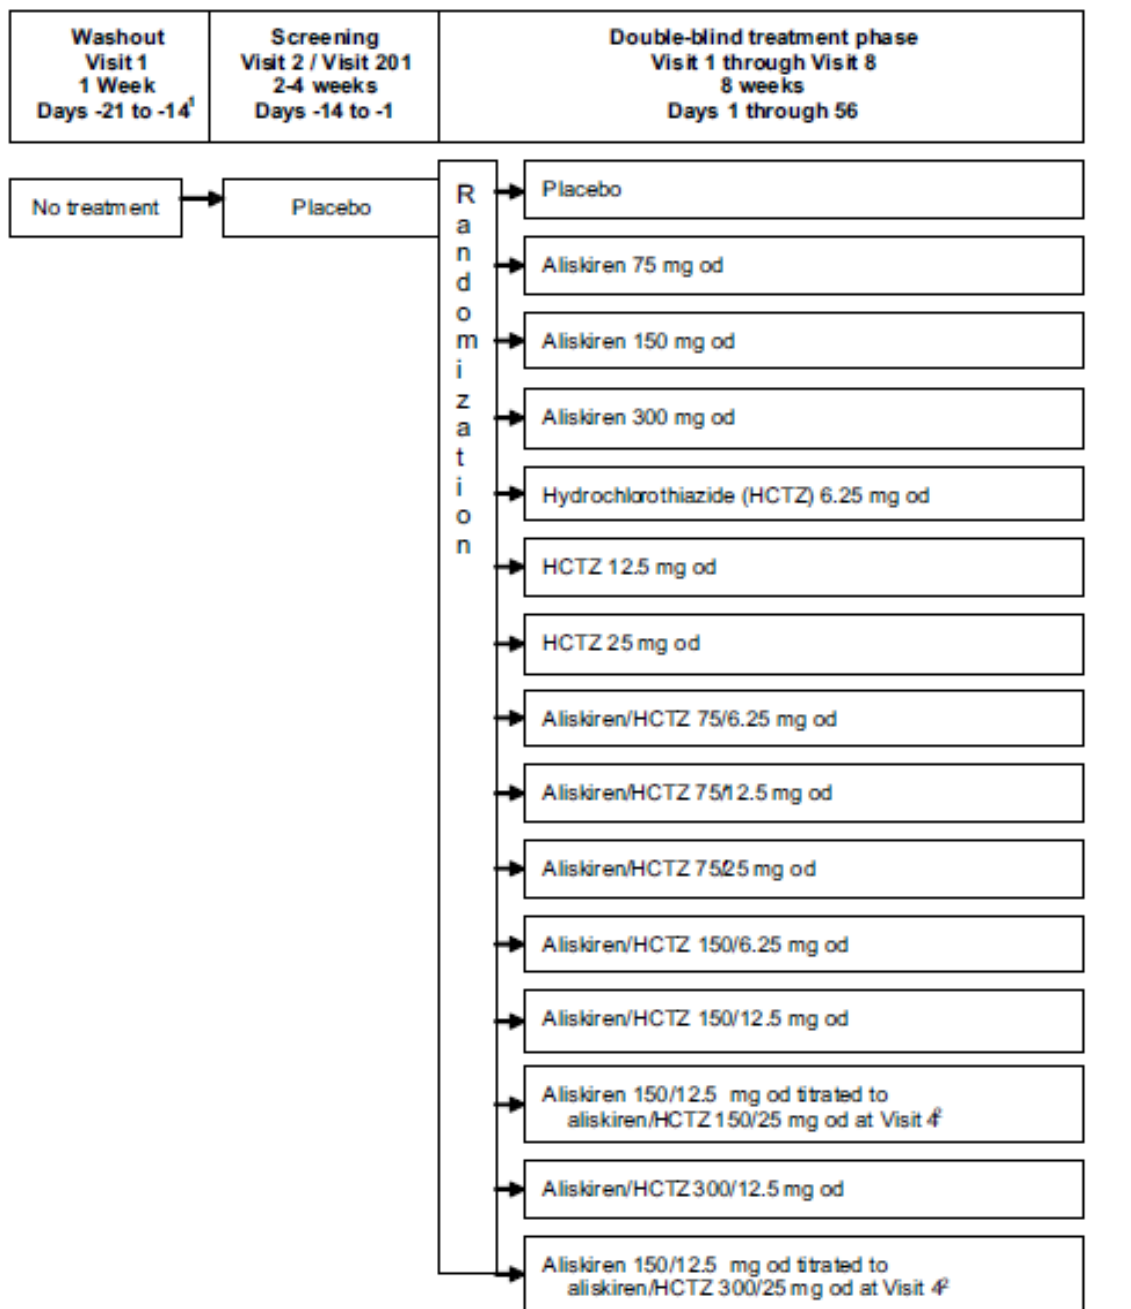 Washout
Visit 1
1 Week
Days -21 to -14¹
Screening
Visit 2 / Visit 201
2-4 weeks
Days -14 to -1
Double-blind treatment phase
Visit 1 through Visit 8
8 weeks
Days 1 through 56
No treatment
Placebo
Randomization
Placebo
Aliskiren 75 mg od
Aliskiren 150 mg od
Aliskiren 300 mg od
Hydrochlorothiazide (HCTZ) 6.25 mg od
HCTZ 12.5 mg od
HCTZ 25 mg od
Aliskiren/HCTZ 75/6.25 mg od
Aliskiren/HCTZ 75/12.5 mg od
Aliskiren/HCTZ 75/25 mg od
Aliskiren/HCTZ 150/6.25 mg od
Aliskiren/HCTZ 150/12.5 mg od
Aliskiren 150/12.5 mg od titrated to
aliskiren/HCTZ 150/25 mg od at Visit 4²
Aliskiren/HCTZ 300/12.5 mg od
Aliskiren 150/12.5 mg od titrated to
aliskiren/HCTZ 300/25 mg od at Visit 4²